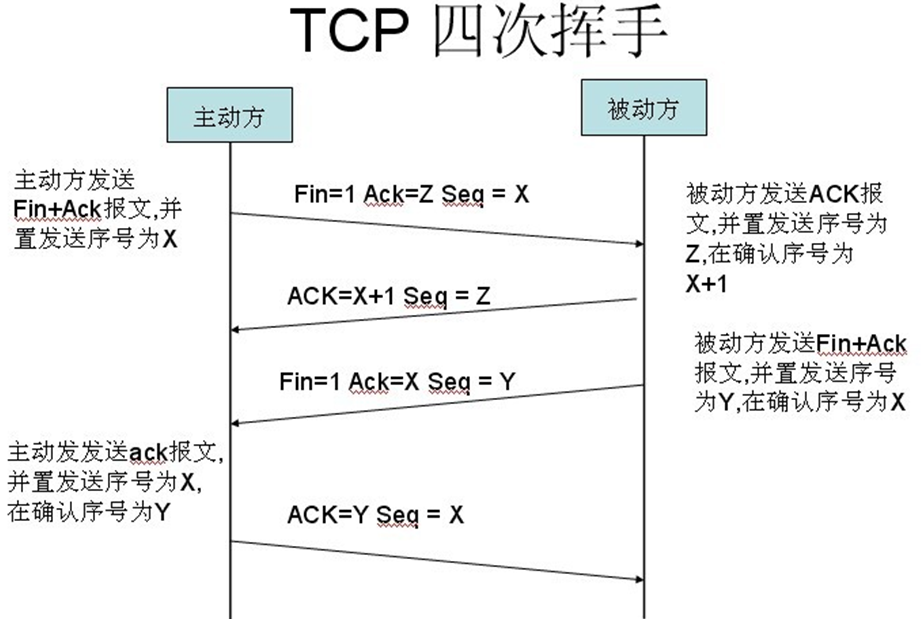 TCP 四次挥手
主动方
被动方
主动方发送
Fin+Ack报文,并
置发送序号为X
Fin=1 Ack=Z Seq = X
被动方发送ACK报
文,并置发送序号为
Z,在确认序号为
X+1
ACK=X+1 Seq = Z
被动方发送Fin+Ack
报文,并置发送序号
为Y,在确认序号为X
Fin=1 Ack=X Seq = Y
主动发发送ack报文,
并置发送序号为X,
在确认序号为Y
ACK=Y Seq = X